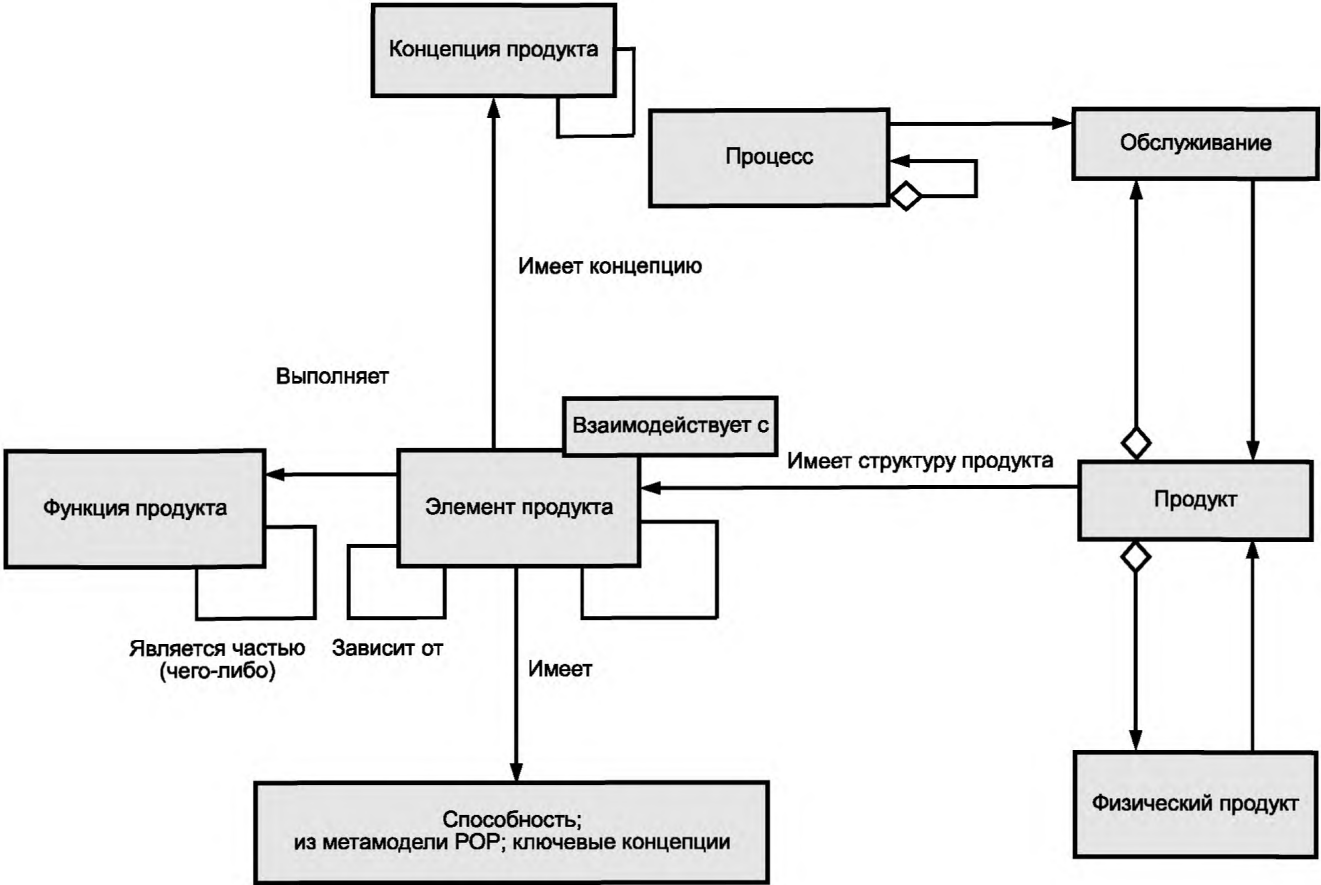 Концепция продукта
Процесс
Обслуживание
Имеет концепцию
Выполняет
Взаимодействует с
Имеет структуру продукта
Функция продукта
Элемент продукта
Продукт
Является частью
(чего-либо)
Зависит от
Имеет
Способность;
из метамодели POP; ключевые концепции
Физический продукт